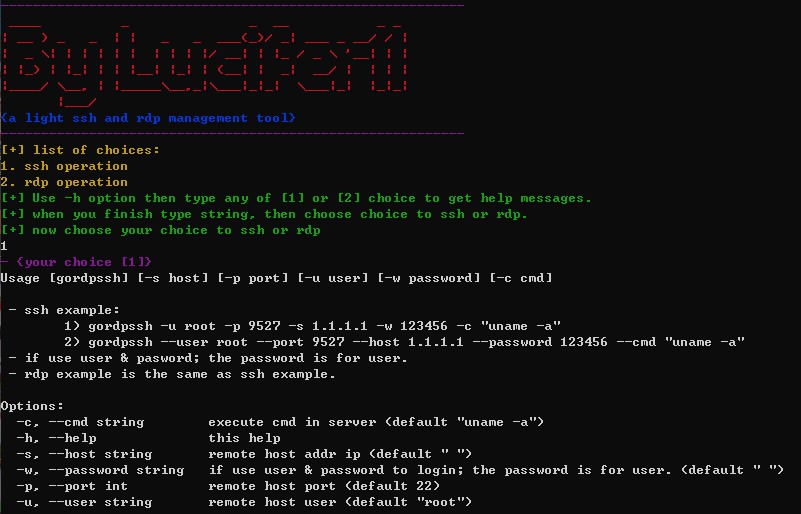 ByLucifer11
{a light ssh and rdp management tool}
[+] list of choices:
1. ssh operation
2. rdp operation
[+] Use -h option then type any of [1] or [2] choice to get help messages.
[+] when you finish type string, then choose choice to ssh or rdp.
[+] now choose your choice to ssh or rdp
1
- {your choice [1]}
Usage [gordpssh] [-s host] [-p port] [-u user] [-w password] [-c cmd]
- ssh example:
1) gordpssh -u root -p 9527 -s 1.1.1.1 -w 123456 -c "uname -a"
2) gordpssh --user root --port 9527 --host 1.1.1.1 --password 123456 --cmd "uname -a"
- if use user & pasword; the password is for user.
- rdp example is the same as ssh example.
Options:
-c, --cmd string execute cmd in server (default "uname -a")
-h, --help this help
-s, --host string remote host addr ip (default " ")
-w, --password string if use user & password to login; the password is for user. (default " ")
-p, --port int remote host port (default 22)
-u, --user string remote host user (default "root")